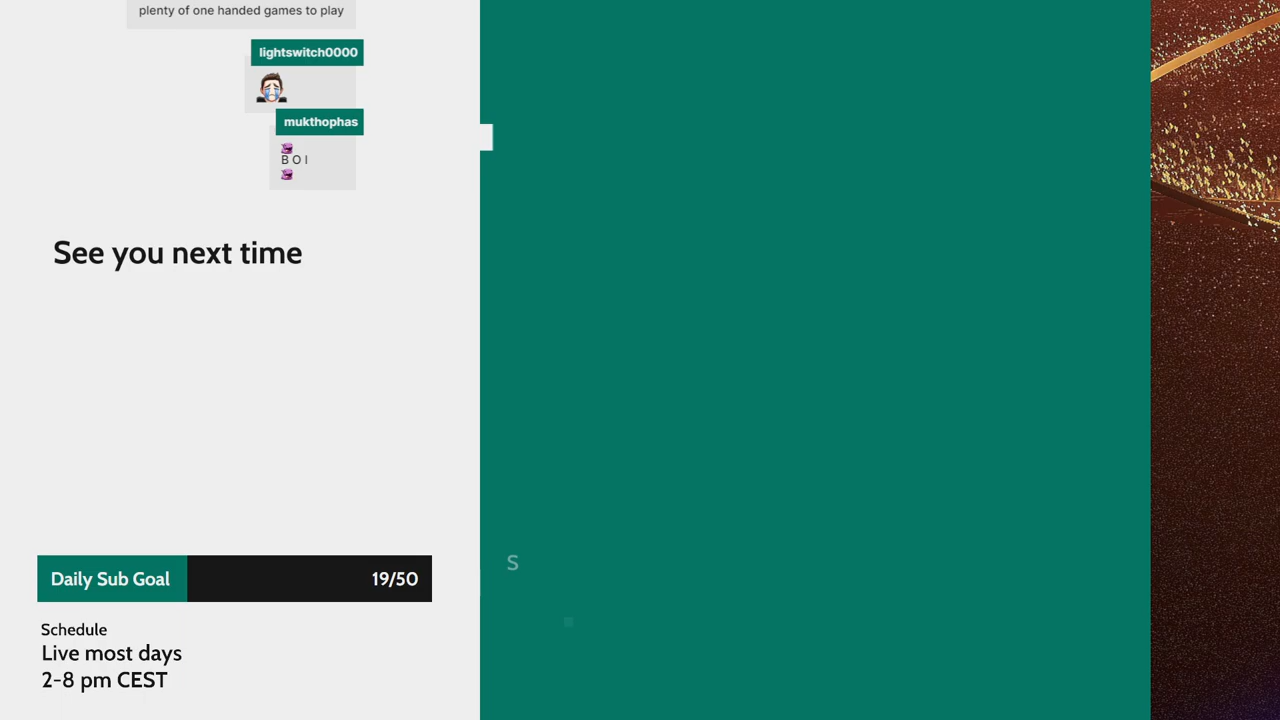 plenty of one handed games to play
lightswitch0000
mukthophas
B O I
See you next time
S
Daily Sub Goal 19/50
Schedule
Live most days
2-8 pm CEST